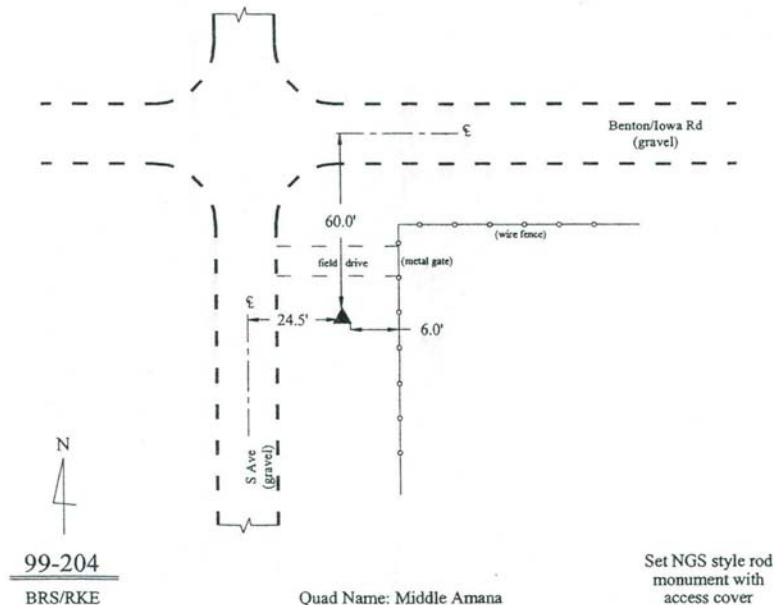 ℄
Benton/Iowa Rd
(gravel)
60.0'
(wire fence)
field drive
(metal gate)
℄
24.5'
6.0'
S Ave
(gravel)
N
99-204
BRS/RKE
Quad Name: Middle Amana
Set NGS style rod
monument with
access cover